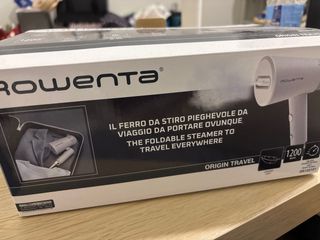 ROWENTA
IL FERRO DA STIRO PIEGHEVOLE DA
VIAGGIO DA PORTARE OVUNQUE
THE FOLDABLE STEAMER TO
TRAVEL EVERYWHERE
ORIGIN TRAVEL
1200